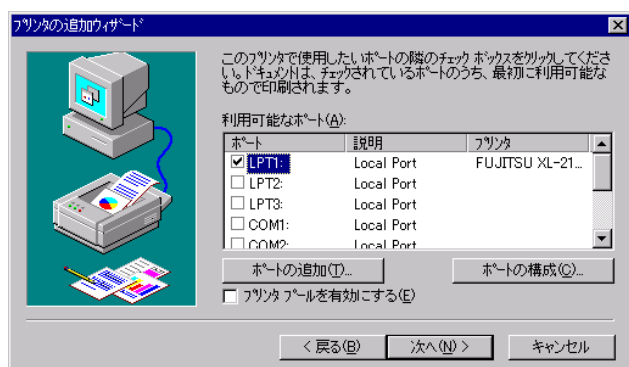 プリンタの追加ウィザード
このプリンタで使用したいポートの隣のチェック ボックスをクリックしてくださ
い。ドキュメントは、チェックされているポートのうち、最初に利用可能な
もので印刷されます。
利用可能なポート(A):
ポート 説明 プリンタ
LPT1: Local Port FUJITSU XL-21...
LPT2: Local Port
LPT3: Local Port
COM1: Local Port
COM2: Local Port
ポートの追加(T)... ポートの構成(C)...
プリンタ プールを有効にする(E)
< 戻る(B) 次へ(N) > キャンセル